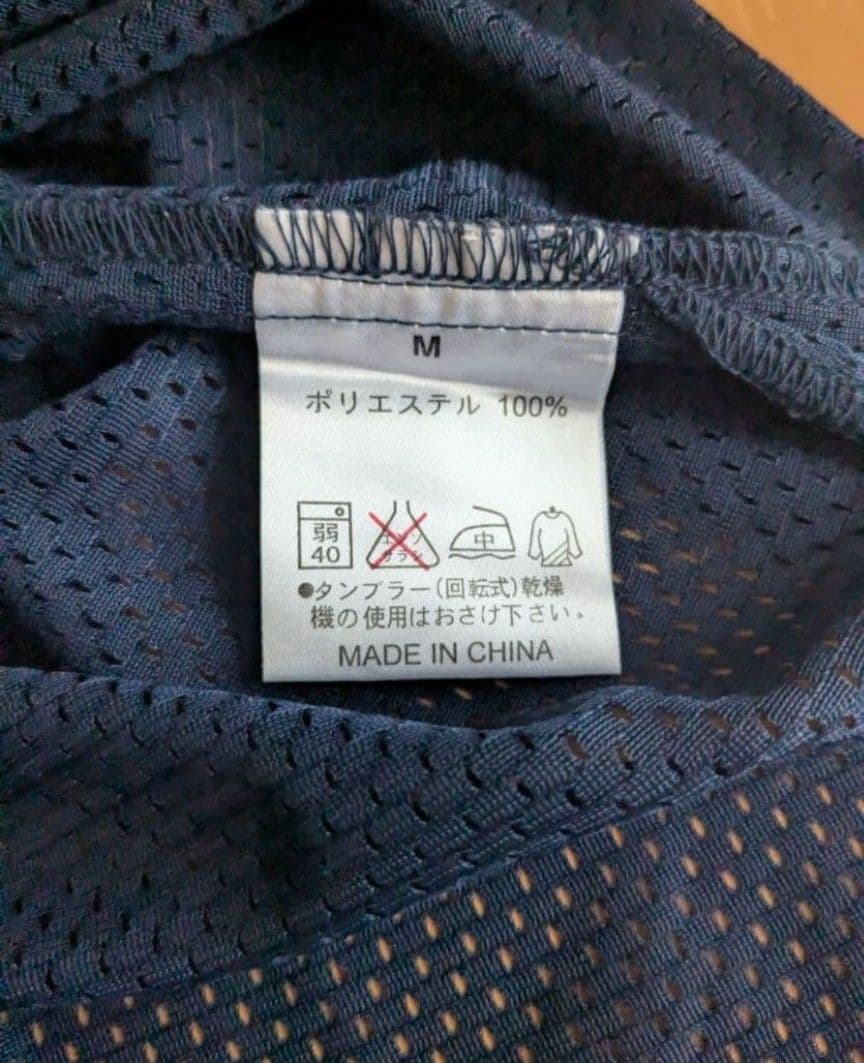 M
ポリエステル 100%
弱 中
40
●タンブラー(回転式)乾燥
機の使用はおさけ下さい。
MADE IN CHINA